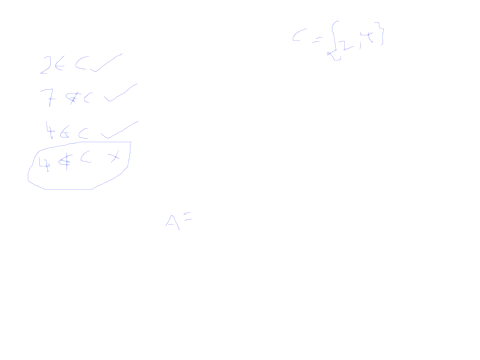 C = {2,4}
2 ∈ C ✓
7 ∉ C ✓
4 ∈ C ✓
4 ∉ C ✗
A =